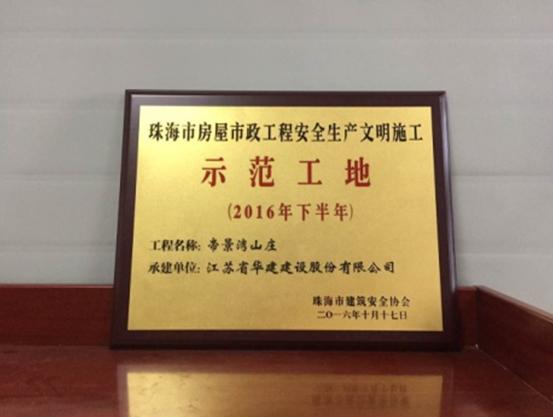 珠海市房屋市政工程安全生产文明施工
示范工地
(2016年下半年)
工程名称: 帝景湾山庄
承建单位: 江苏省华建建设股份有限公司
珠海市建筑安全协会
二〇一六年十月十七日